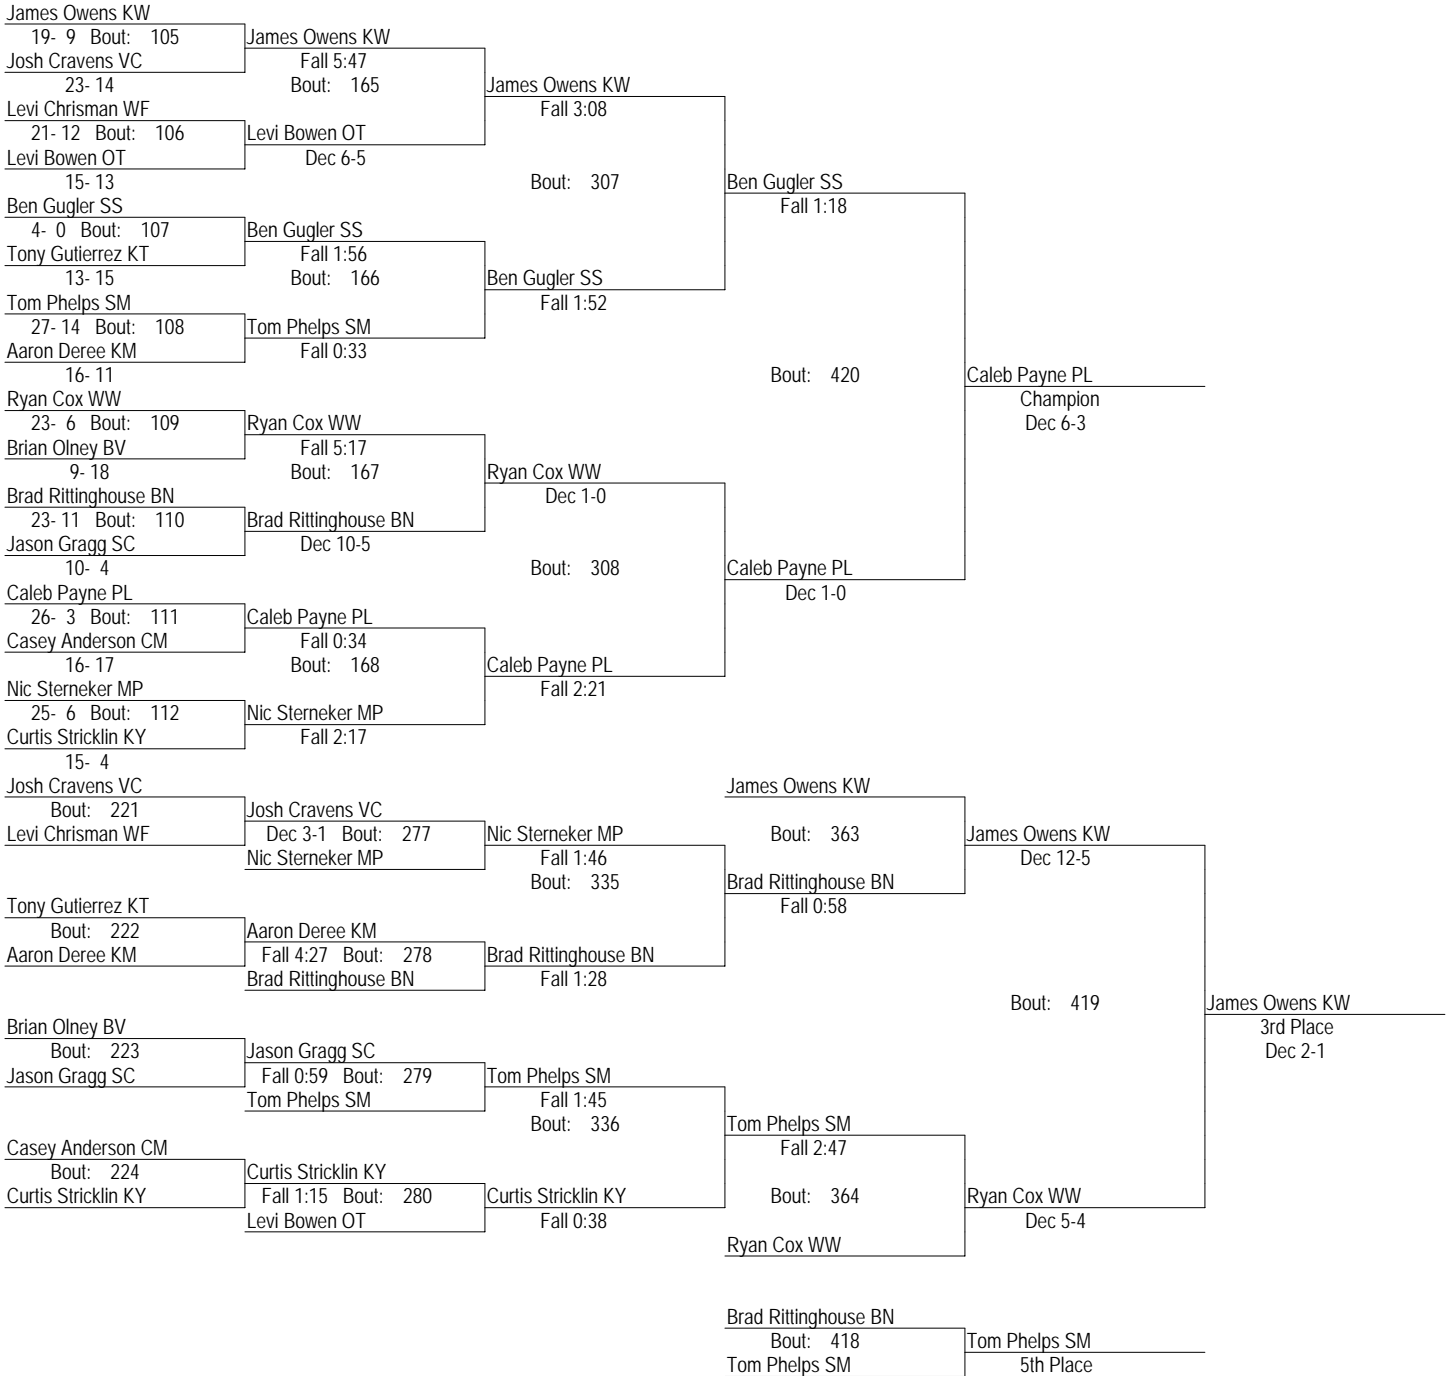 James Owens KW
19- 9 Bout: 105
James Owens KW
Josh Cravens VC
Fall 5:47
23- 14
Bout: 165
James Owens KW
Levi Chrisman WF
Fall 3:08
21- 12 Bout: 106
Levi Bowen OT
Levi Bowen OT
Dec 6-5
15- 13
Bout: 307
Ben Gugler SS
Ben Gugler SS
Fall 1:18
4- 0 Bout: 107
Ben Gugler SS
Tony Gutierrez KT
Fall 1:56
13- 15
Bout: 166
Ben Gugler SS
Tom Phelps SM
Fall 1:52
27- 14 Bout: 108
Tom Phelps SM
Aaron Deree KM
Fall 0:33
16- 11
Bout: 420
Caleb Payne PL
Ryan Cox WW
Champion
23- 6 Bout: 109
Ryan Cox WW
Dec 6-3
Brian Olney BV
Fall 5:17
9- 18
Bout: 167
Ryan Cox WW
Brad Rittinghouse BN
Dec 1-0
23- 11 Bout: 110
Brad Rittinghouse BN
Jason Gragg SC
Dec 10-5
10- 4
Bout: 308
Caleb Payne PL
Caleb Payne PL
Dec 1-0
26- 3 Bout: 111
Caleb Payne PL
Casey Anderson CM
Fall 0:34
16- 17
Bout: 168
Caleb Payne PL
Nic Sterneker MP
Fall 2:21
25- 6 Bout: 112
Nic Sterneker MP
Curtis Stricklin KY
Fall 2:17
15- 4
Josh Cravens VC
James Owens KW
Bout: 221
Josh Cravens VC
Levi Chrisman WF
Dec 3-1 Bout: 277
Nic Sterneker MP
Bout: 363
James Owens KW
Nic Sterneker MP
Fall 1:46
Dec 12-5
Bout: 335
Brad Rittinghouse BN
Tony Gutierrez KT
Fall 0:58
Bout: 222
Aaron Deree KM
Aaron Deree KM
Fall 4:27 Bout: 278
Brad Rittinghouse BN
Brad Rittinghouse BN
Fall 1:28
Bout: 419
James Owens KW
Brian Olney BV
3rd Place
Bout: 223
Jason Gragg SC
Dec 2-1
Jason Gragg SC
Fall 0:59 Bout: 279
Tom Phelps SM
Tom Phelps SM
Fall 1:45
Bout: 336
Tom Phelps SM
Casey Anderson CM
Fall 2:47
Bout: 224
Curtis Stricklin KY
Curtis Stricklin KY
Fall 1:15 Bout: 280
Curtis Stricklin KY
Bout: 364
Ryan Cox WW
Levi Bowen OT
Fall 0:38
Dec 5-4
Ryan Cox WW
Brad Rittinghouse BN
Bout: 418
Tom Phelps SM
Tom Phelps SM
5th Place